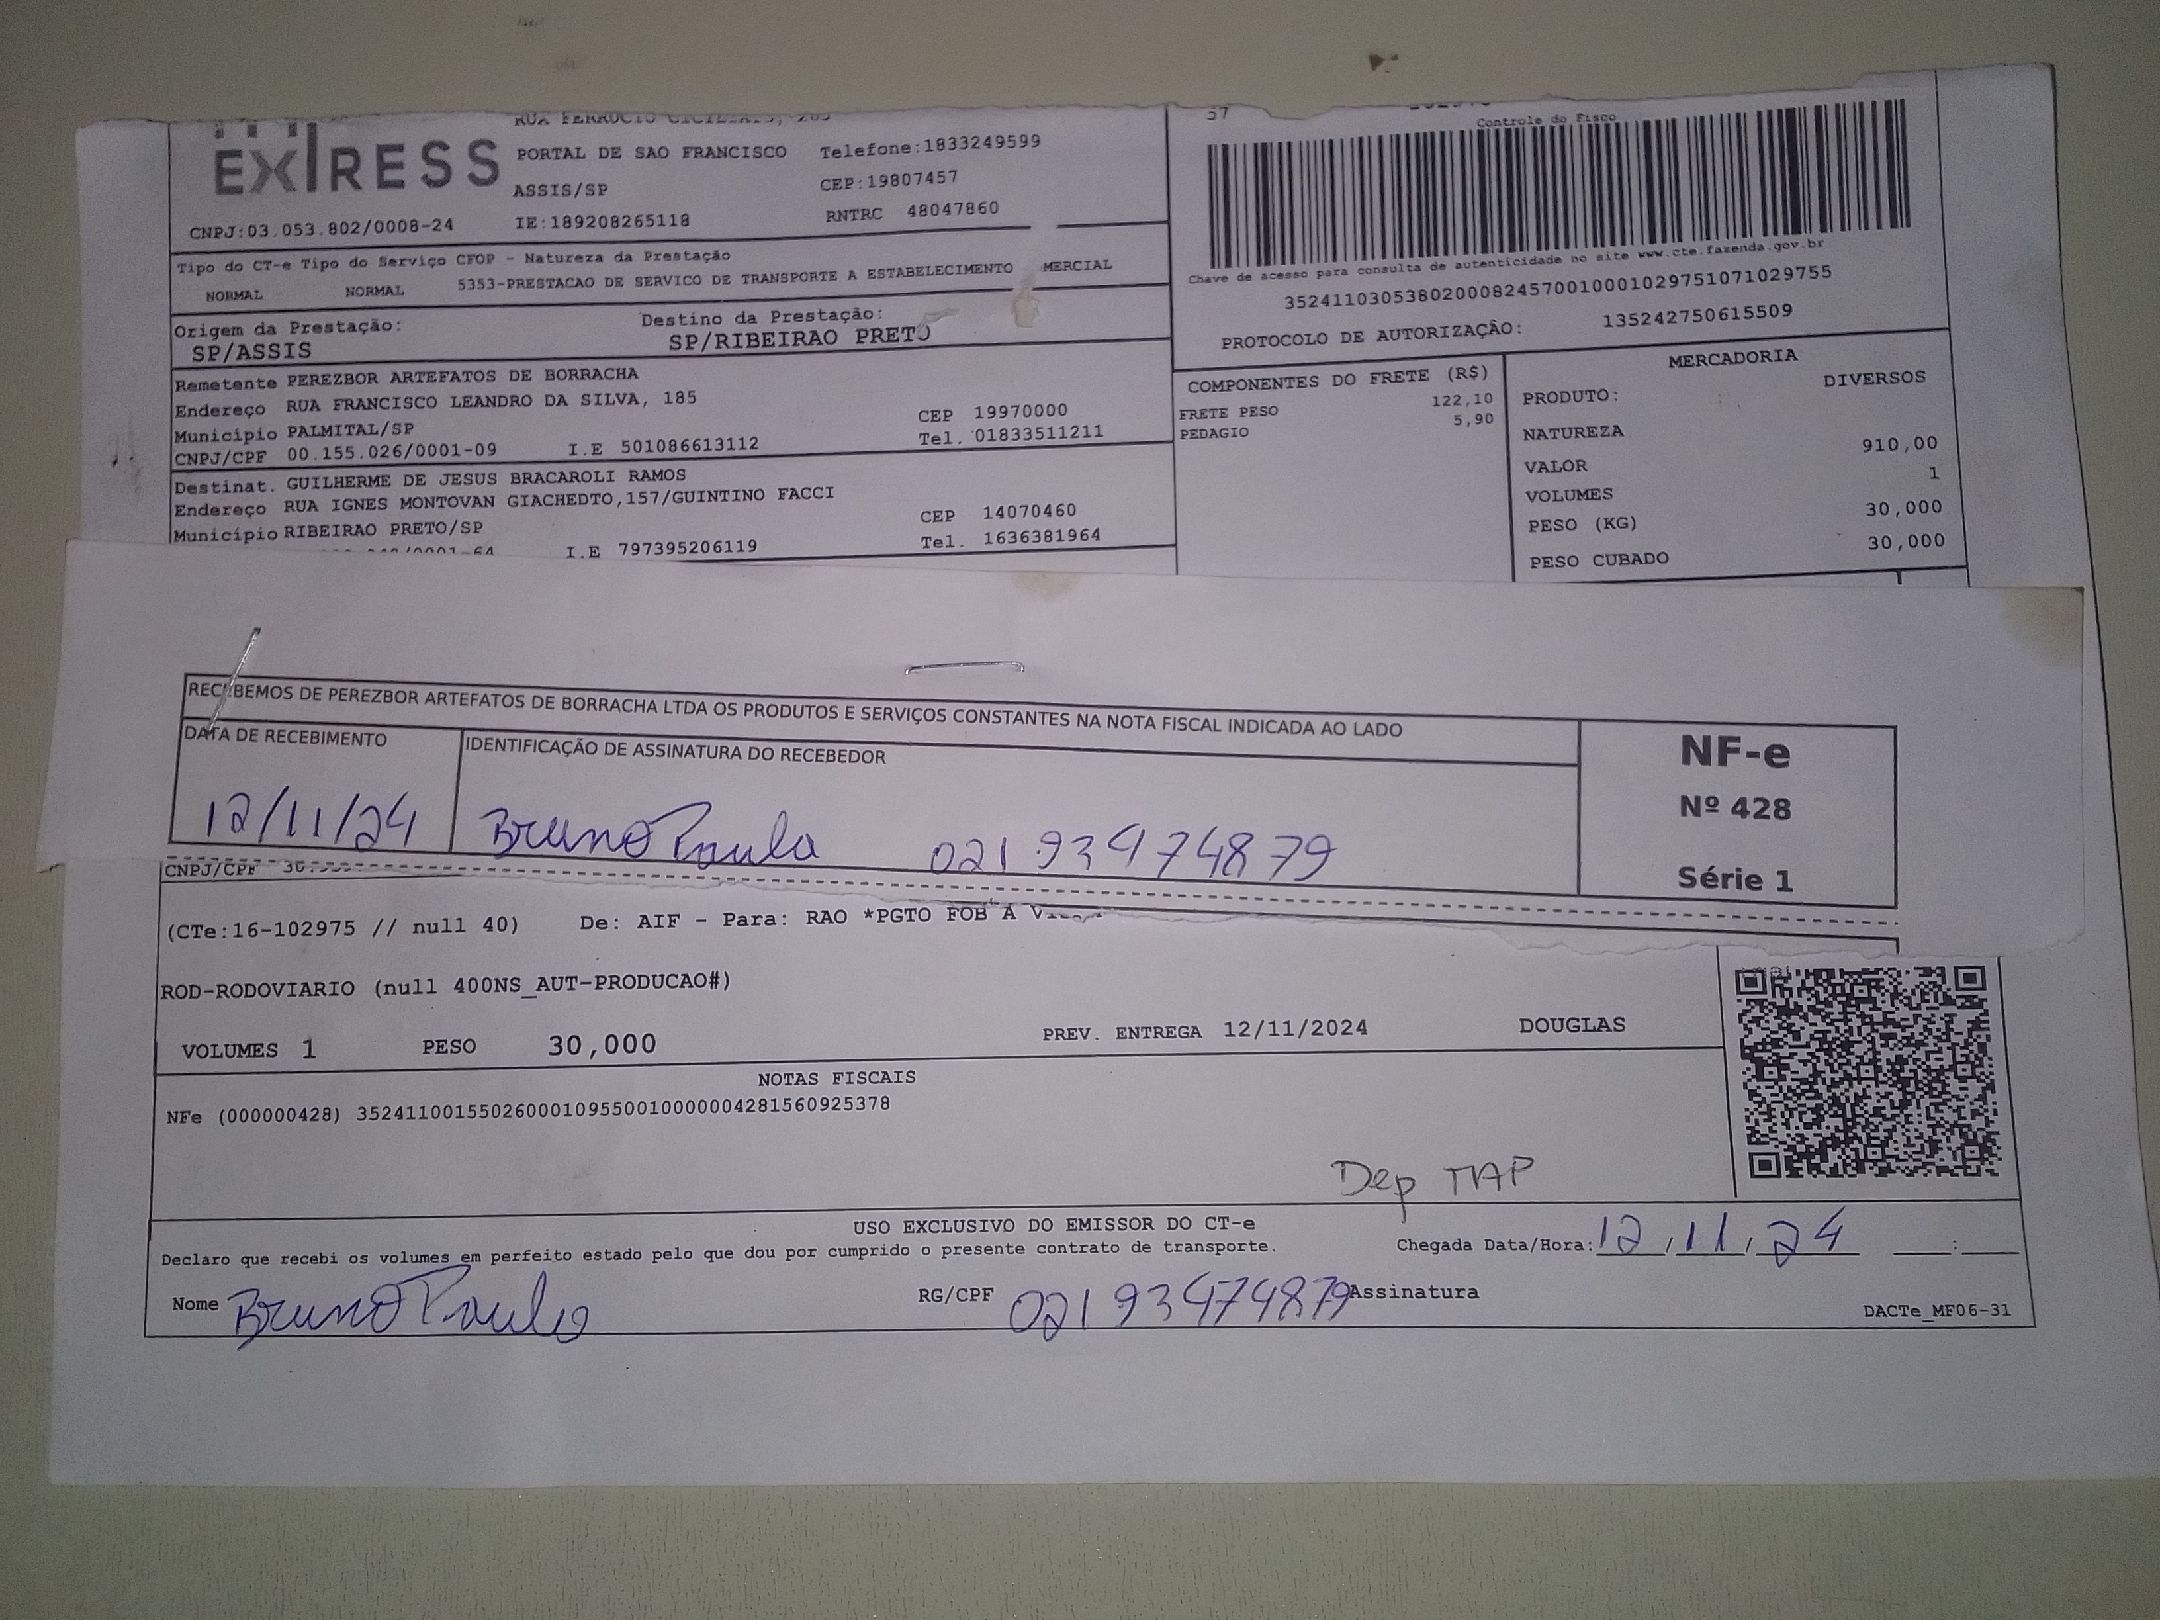 57
Controle do Fisco
EXPRESS
PORTAL DE SAO FRANCISCO Telefone:1833249599
ASSIS/SP CEP:19807457
CNPJ:03.053.802/0008-24 IE:189208265118 RNTRC 48047860
Chave de acesso para consulta de autenticidade no site www.cte.fazenda.gov.br
35241103053802000824570010001029751071029755
PROTOCOLO DE AUTORIZAÇÃO: 135242750615509
Tipo do CT-e Tipo do Serviço CFOP - Natureza da Prestação
NORMAL NORMAL 5353-PRESTACAO DE SERVICO DE TRANSPORTE A ESTABELECIMENTO MERCIAL
Origem da Prestação: Destino da Prestação:
SP/ASSIS SP/RIBEIRAO PRETO
Remetente PEREZBOR ARTEFATOS DE BORRACHA
Endereço RUA FRANCISCO LEANDRO DA SILVA, 185
Município PALMITAL/SP CEP 19970000
CNPJ/CPF 00.155.026/0001-09 I.E 501086613112 Tel. 01833511211
Destinat. GUILHERME DE JESUS BRACAROLI RAMOS
Endereço RUA IGNES MONTOVAN GIACHEDTO,157/GUINTINO FACCI
Município RIBEIRAO PRETO/SP CEP 14070460
I.E 797395206119 Tel. 1636381964
COMPONENTES DO FRETE (R$)
FRETE PESO 122,10
PEDAGIO 5,90
MERCADORIA
PRODUTO: DIVERSOS
NATUREZA
VALOR 910,00
VOLUMES 1
PESO (KG) 30,000
PESO CUBADO 30,000
RECEBEMOS DE PEREZBOR ARTEFATOS DE BORRACHA LTDA OS PRODUTOS E SERVIÇOS CONSTANTES NA NOTA FISCAL INDICADA AO LADO
DATA DE RECEBIMENTO IDENTIFICAÇÃO DE ASSINATURA DO RECEBEDOR
12/11/24 Bruno Paulo 02193474879
NF-e
Nº 428
Série 1
CNPJ/CPF
(CTe:16-102975 // null 40) De: AIF - Para: RAO *PGTO FOB A
ROD-RODOVIARIO (null 400NS_AUT-PRODUCAO#)
VOLUMES 1 PESO 30,000 PREV. ENTREGA 12/11/2024 DOUGLAS
NOTAS FISCAIS
NFe (000000428) 35241100155026000109550010000004281560925378
Dep TIAP
USO EXCLUSIVO DO EMISSOR DO CT-e
Declaro que recebi os volumes em perfeito estado pelo que dou por cumprido o presente contrato de transporte. Chegada Data/Hora: 12/11/24 __:__
Nome Bruno Paulo RG/CPF 02193474879 Assinatura
DACTe_MF06-31